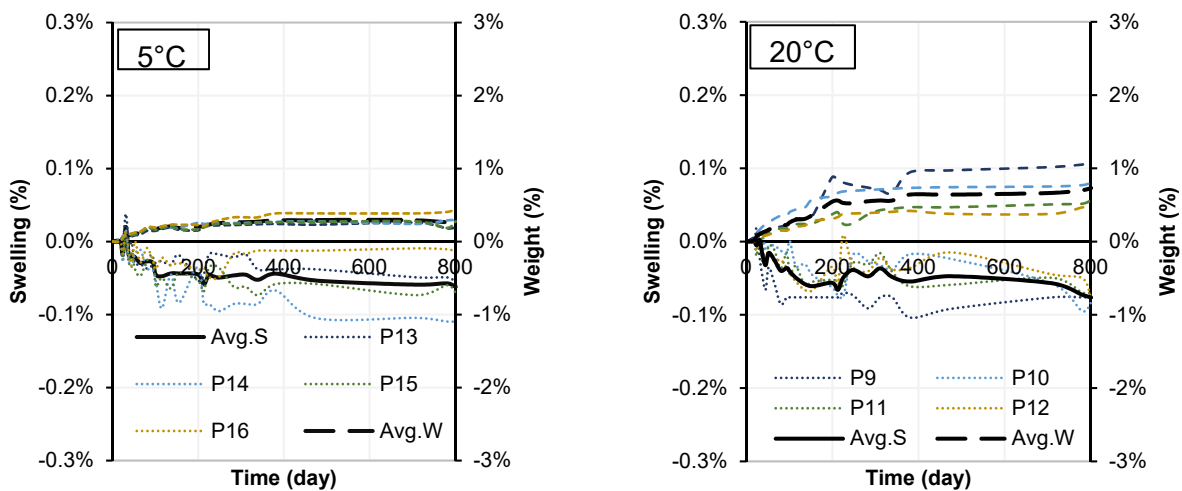 5°C
0.3%
0.2%
0.1%
0.0%
-0.1%
-0.2%
-0.3%
Swelling (%)
3%
2%
1%
0%
-1%
-2%
-3%
Weight (%)
0 200 400 600 800
Time (day)
Avg.S P13
P14 P15
P16 Avg.W
20°C
0.3%
0.2%
0.1%
0.0%
-0.1%
-0.2%
-0.3%
Swelling (%)
3%
2%
1%
0%
-1%
-2%
-3%
Weight (%)
0 200 400 600 800
Time (day)
P9 P10
P11 P12
Avg.S Avg.W